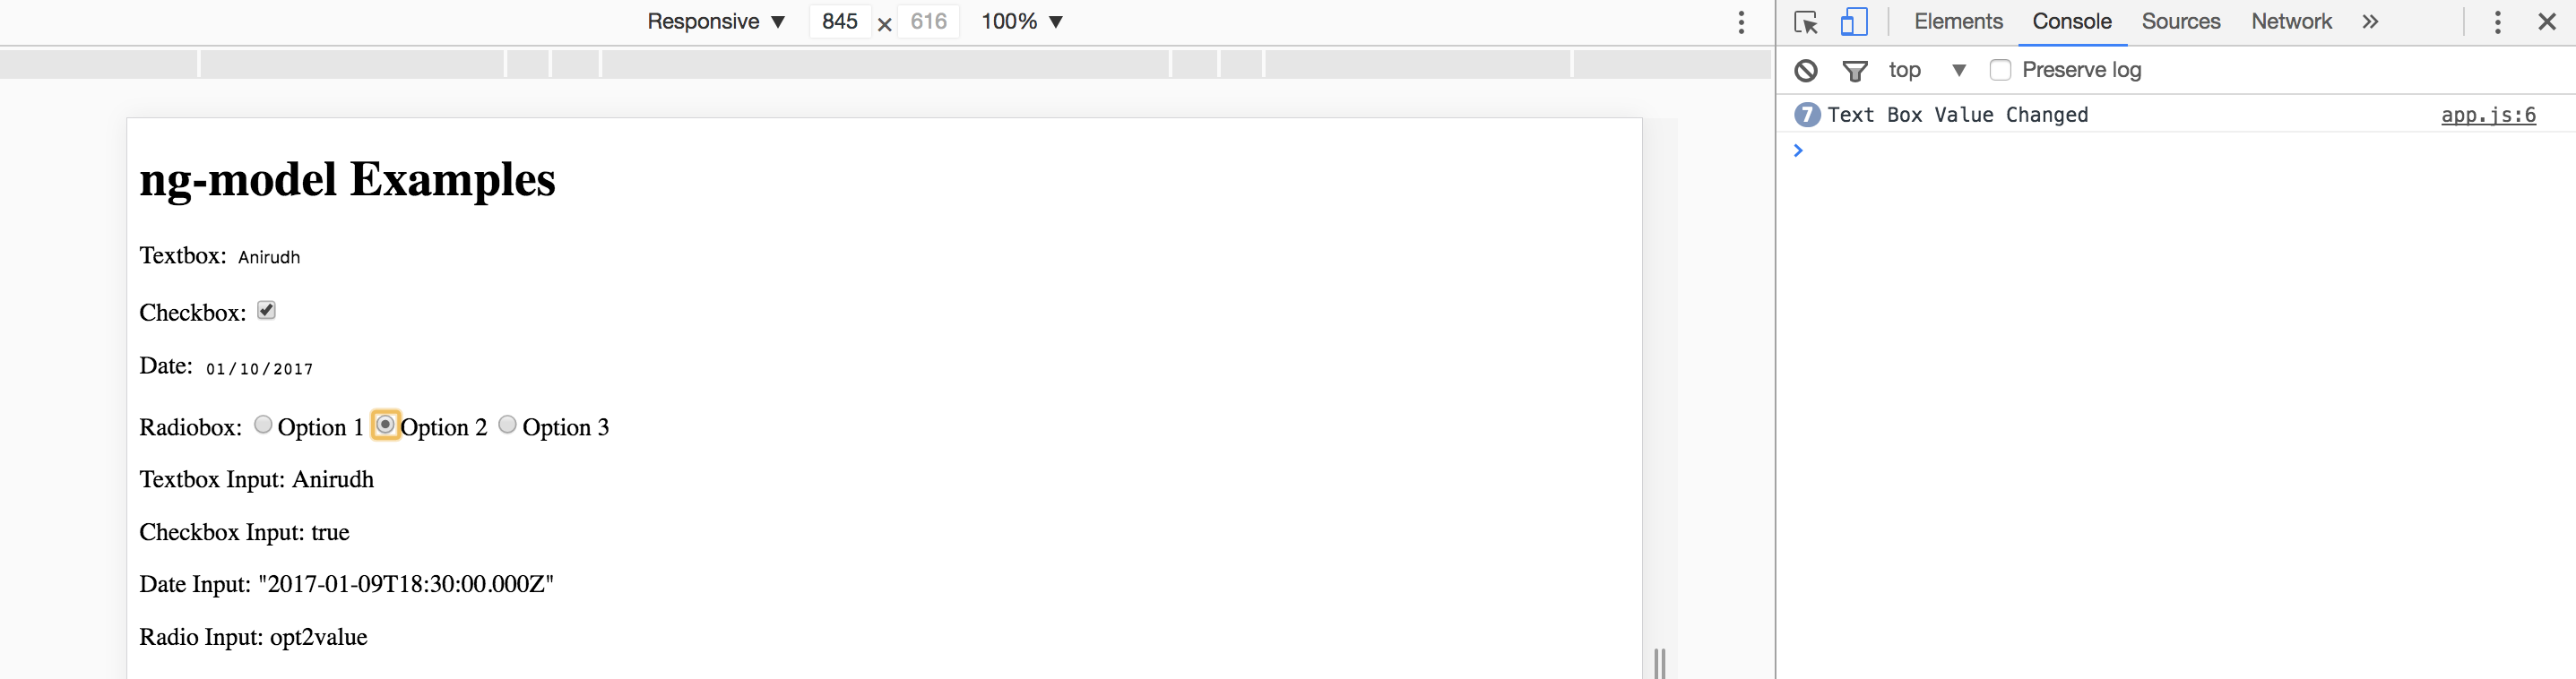 Responsive ▼ 845 × 616 100% ▼
Elements Console Sources Network »
top ▼ Preserve log
7 Text Box Value Changed app.js:6
ng-model Examples
Textbox: Anirudh
Checkbox:
Date: 01/10/2017
Radiobox: Option 1 Option 2 Option 3
Textbox Input: Anirudh
Checkbox Input: true
Date Input: "2017-01-09T18:30:00.000Z"
Radio Input: opt2value